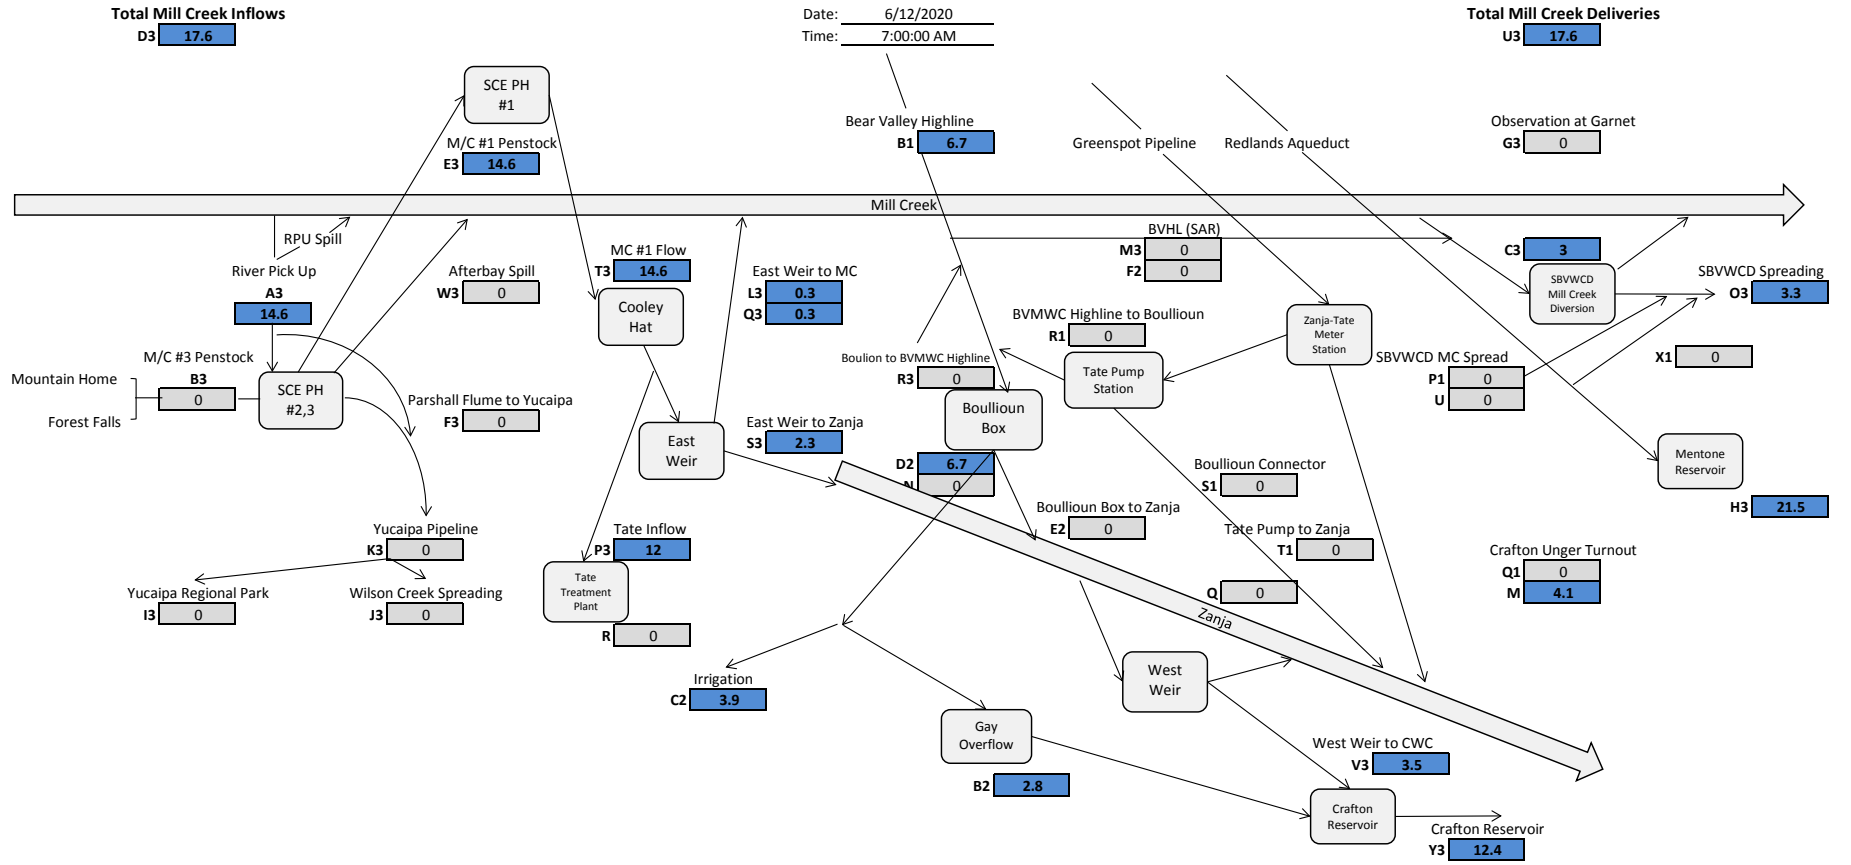 Total Mill Creek Inflows
D3 17.6
Date: 6/12/2020
Time: 7:00:00 AM
Total Mill Creek Deliveries
U3 17.6
SCE PH
#1
M/C #1 Penstock
E3 14.6
Bear Valley Highline
B1 6.7
Greenspot Pipeline
Redlands Aqueduct
Observation at Garnet
G3 0
Mill Creek
RPU Spill
River Pick Up
A3
14.6
Afterbay Spill
W3 0
MC #1 Flow
T3 14.6
Cooley
Hat
East Weir to MC
L3 0.3
Q3 0.3
BVHL (SAR)
M3 0
F2 0
C3 3
SBVWCD
Mill Creek
Diversion
SBVWCD Spreading
O3 3.3
BVMWC Highline to Boullioun
R1 0
Zanja-Tate
Meter
Station
Boulion to BVMWC Highline
R3 0
Tate Pump
Station
SBVWCD MC Spread
P1 0
U 0
X1 0
Mountain Home
Forest Falls
M/C #3 Penstock
B3
0
SCE PH
#2,3
Parshall Flume to Yucaipa
F3 0
East
Weir
East Weir to Zanja
S3 2.3
Boullioun
Box
D2 6.7
N 0
Boullioun Connector
S1 0
Mentone
Reservoir
H3 21.5
Boullioun Box to Zanja
E2 0
Tate Pump to Zanja
T1 0
Yucaipa Pipeline
K3 0
Tate Inflow
P3 12
Tate
Treatment
Plant
R 0
Crafton Unger Turnout
Q1 0
M 4.1
Yucaipa Regional Park
I3 0
Wilson Creek Spreading
J3 0
Q 0
Zanja
Irrigation
C2 3.9
West
Weir
Gay
Overflow
B2 2.8
West Weir to CWC
V3 3.5
Crafton
Reservoir
Crafton Reservoir
Y3 12.4